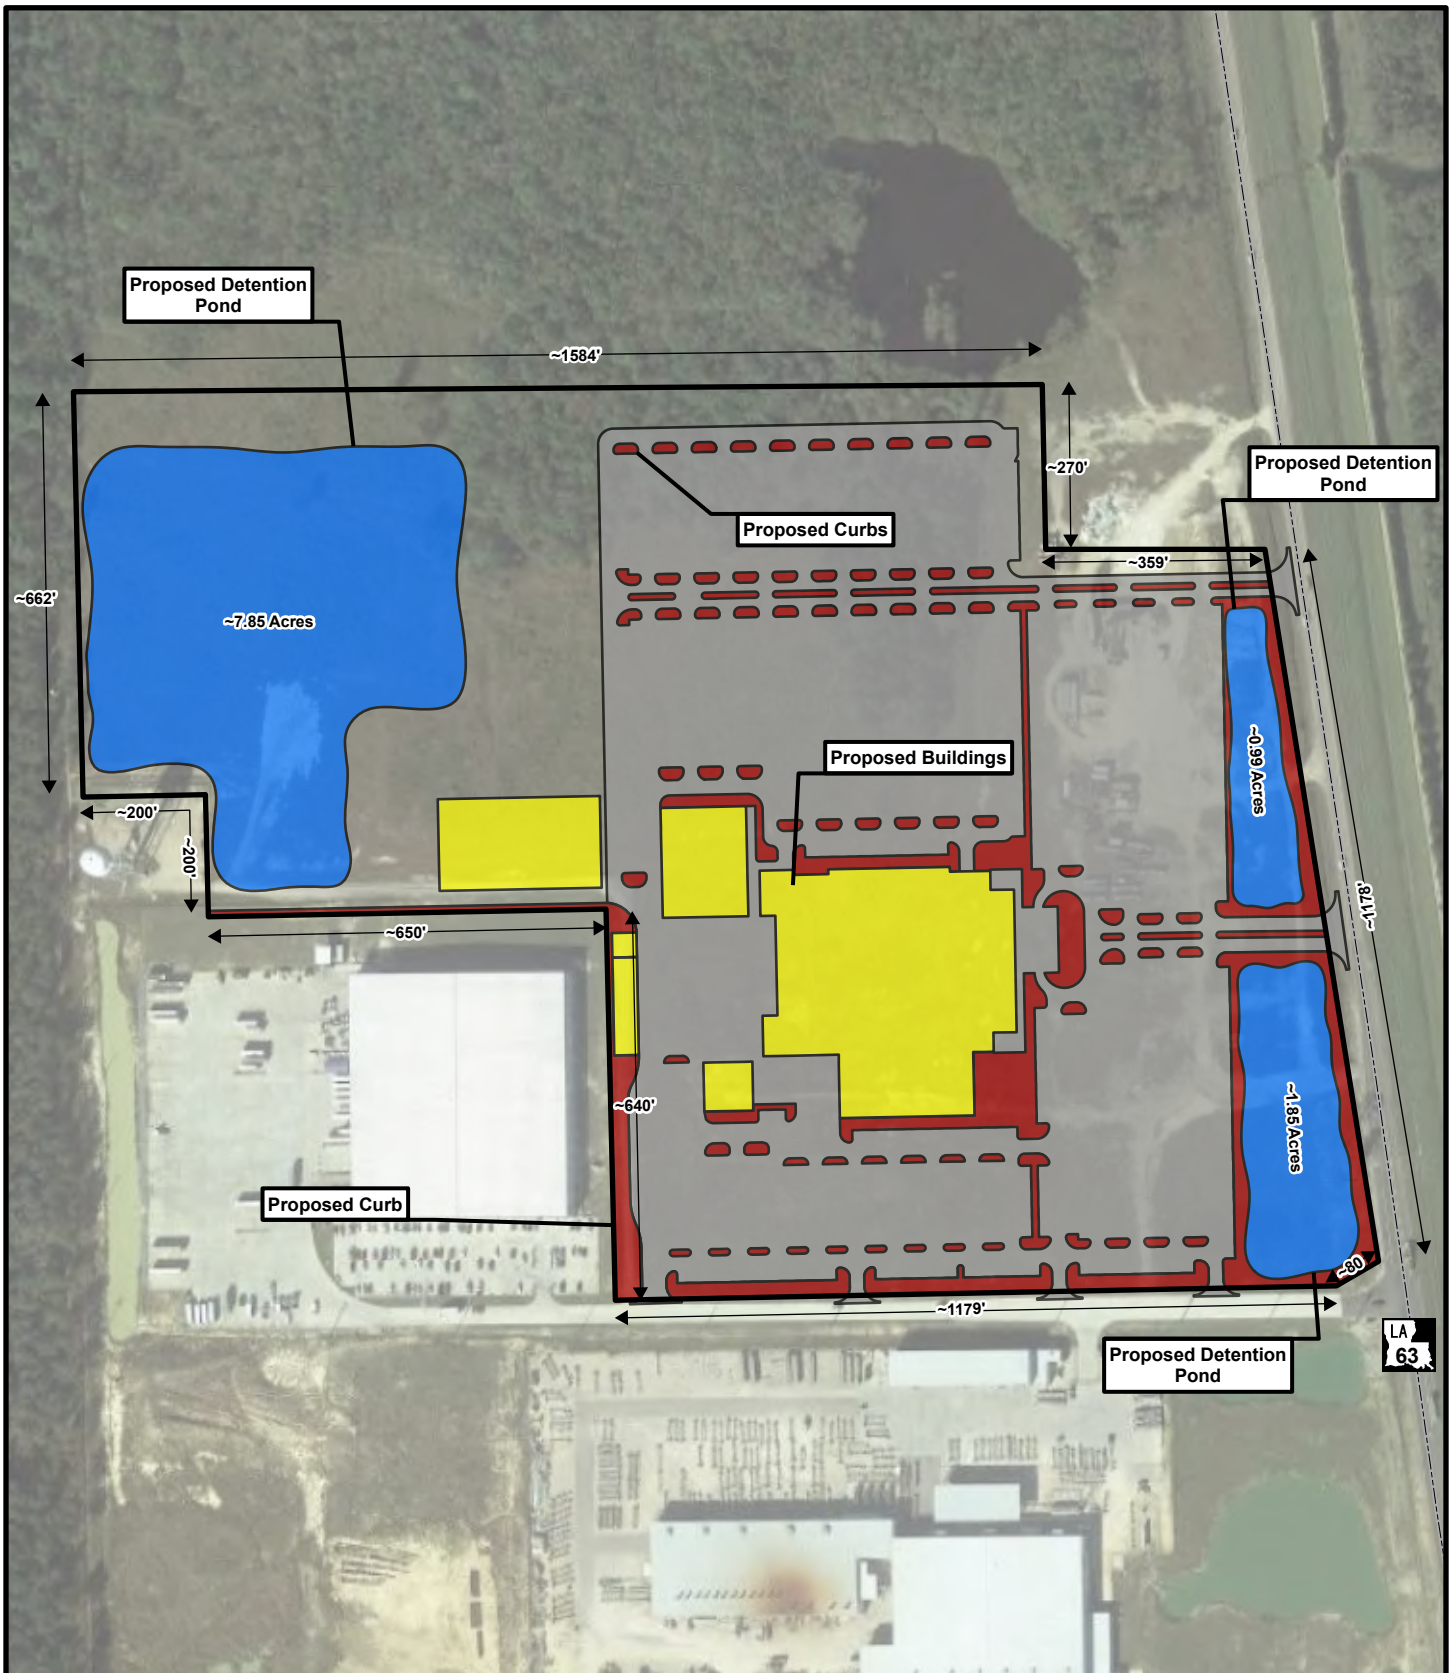 Proposed Detention
Pond
~1584'
~270'
Proposed Detention
Pond
Proposed Curbs
~359'
~662'
~7.85 Acres
Proposed Buildings
~0.99 Acres
~200'
~200'
~1178'
~650'
~640'
~1.85 Acres
Proposed Curb
~80
~1179'
LA
63
Proposed Detention
Pond